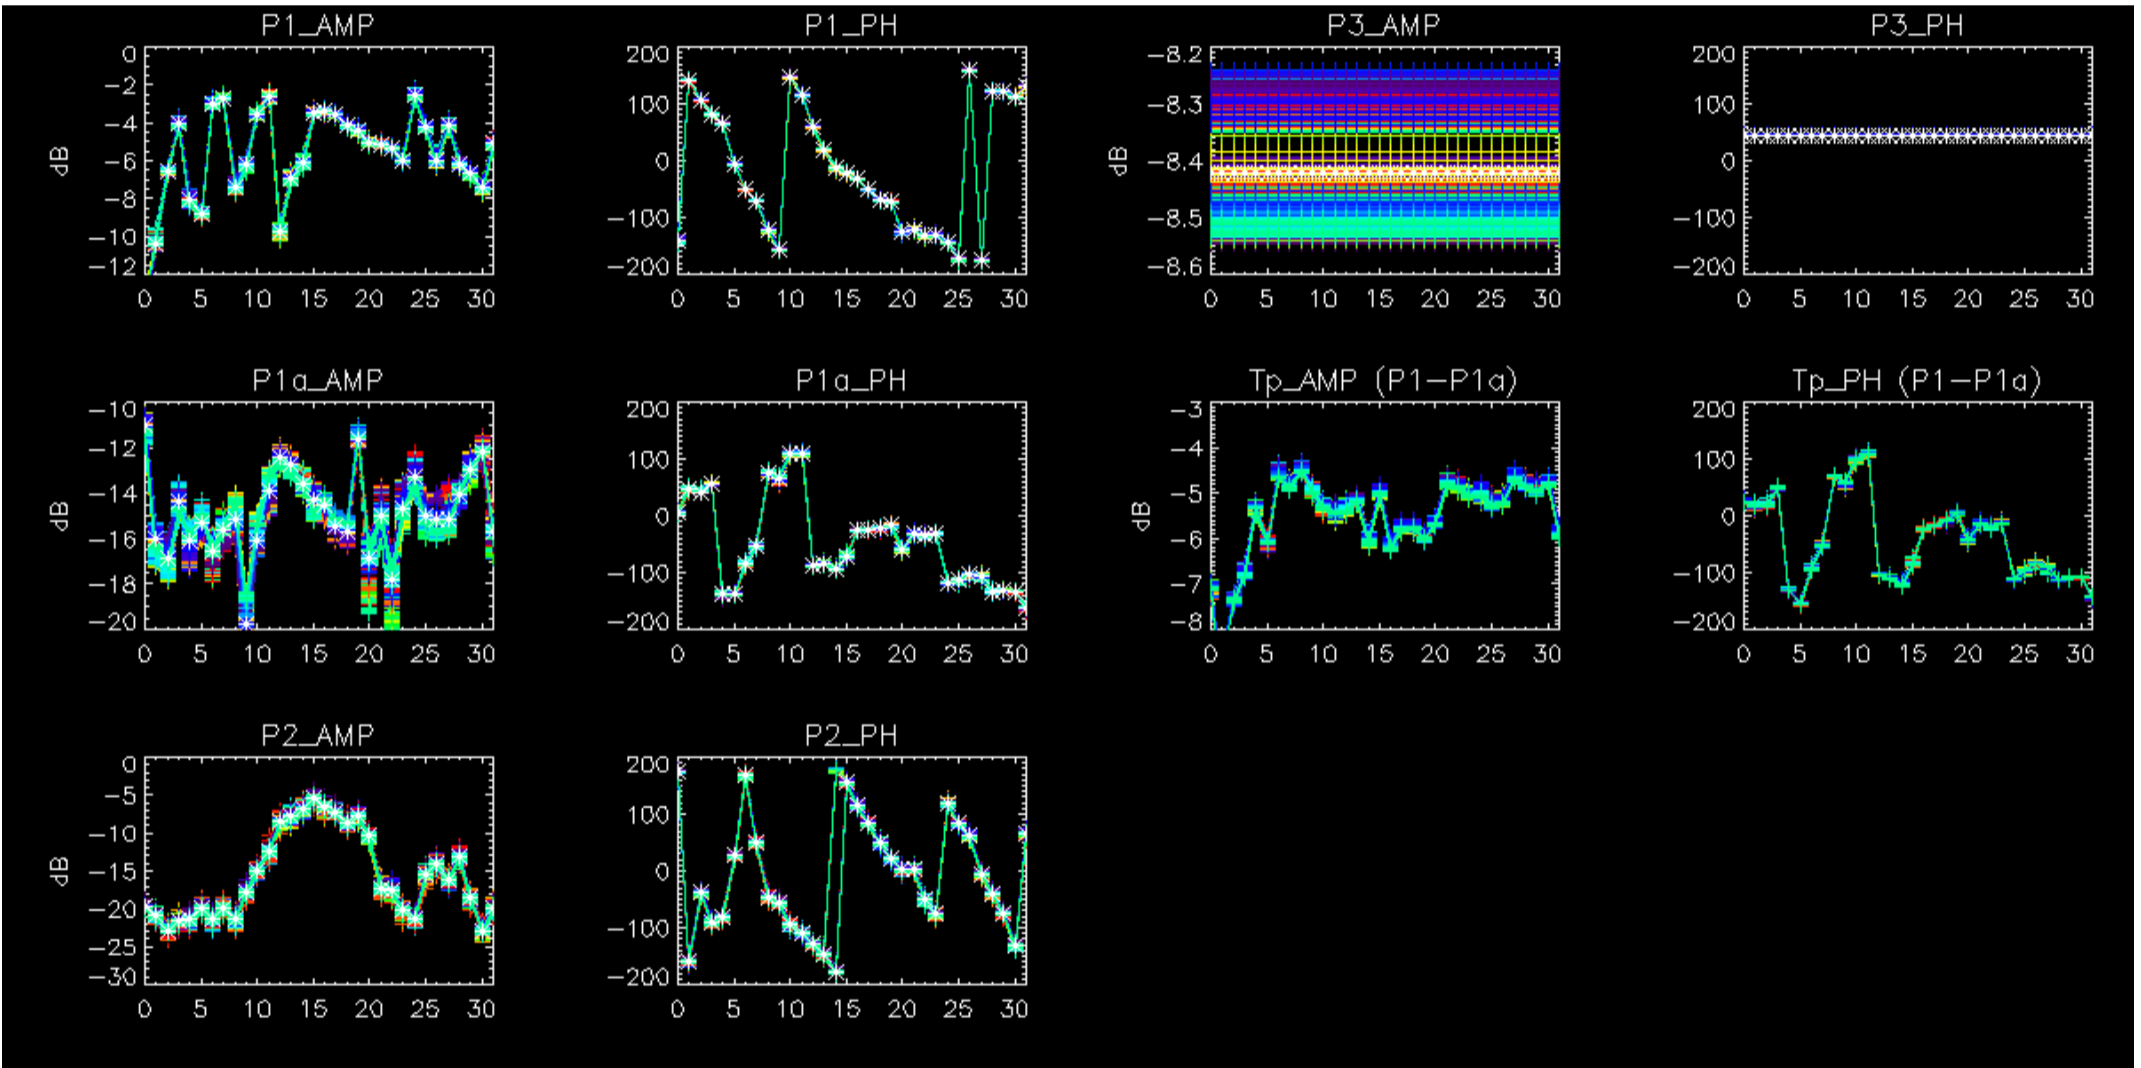 P1_AMP P1_PH P3_AMP P3_PH
0 200 -8.2 200
-2 100 -8.3 100
-4 0 -8.4 0
-6 -100 -8.5 -100
-8 -200 -8.6 -200
-10
-12
dB dB
0 5 10 15 20 25 30 0 5 10 15 20 25 30 0 5 10 15 20 25 30 0 5 10 15 20 25 30
P1a_AMP P1a_PH Tp_AMP (P1-P1a) Tp_PH (P1-P1a)
-10 200 -3 200
-12 100 -4 100
-14 0 -5 0
-16 -100 -6 -100
-18 -200 -7 -200
-20 -8
dB dB
0 5 10 15 20 25 30 0 5 10 15 20 25 30 0 5 10 15 20 25 30 0 5 10 15 20 25 30
P2_AMP P2_PH
0 200
-5 100
-10 0
-15 -100
-20 -200
-25
-30
dB
0 5 10 15 20 25 30 0 5 10 15 20 25 30